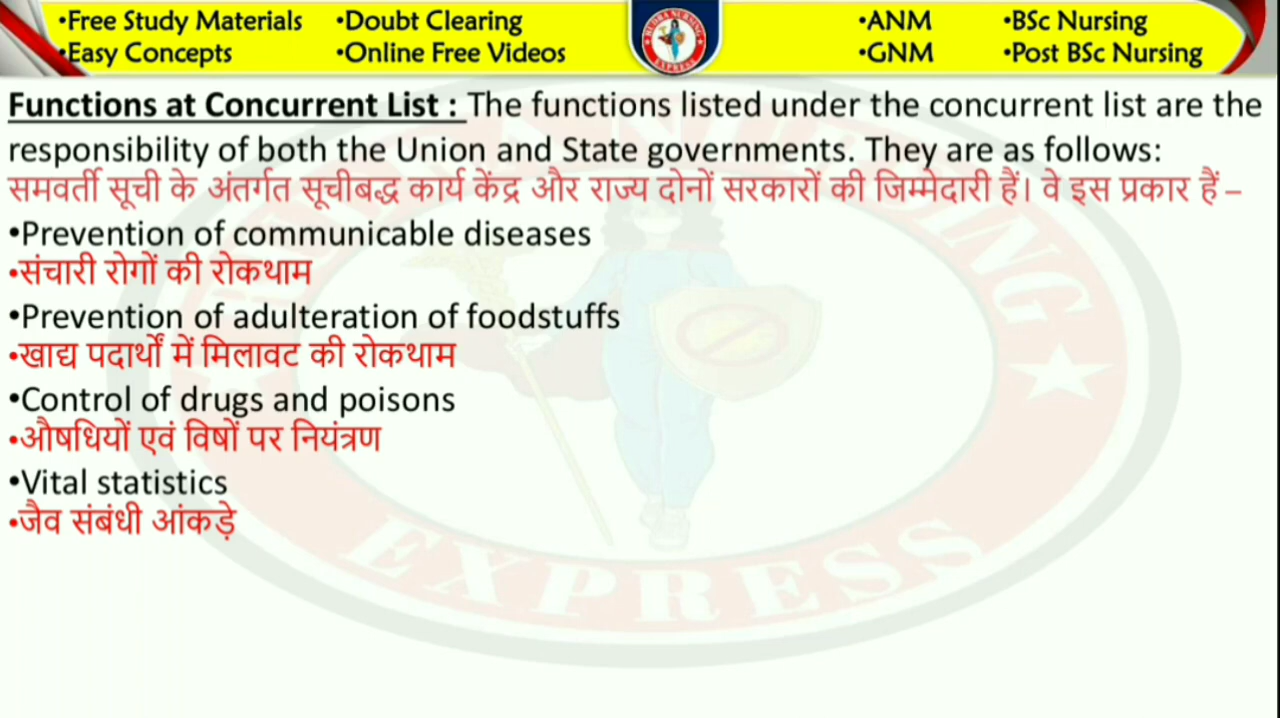 •Free Study Materials •Doubt Clearing •ANM •BSc Nursing
•Easy Concepts •Online Free Videos •GNM •Post BSc Nursing
RUDRA NURSING
EXPRESS
Functions at Concurrent List : The functions listed under the concurrent list are the
responsibility of both the Union and State governments. They are as follows:
समवर्ती सूची के अंतर्गत सूचीबद्ध कार्य केंद्र और राज्य दोनों सरकारों की जिम्मेदारी हैं। वे इस प्रकार हैं –
•Prevention of communicable diseases
•संचारी रोगों की रोकथाम
•Prevention of adulteration of foodstuffs
•खाद्य पदार्थों में मिलावट की रोकथाम
•Control of drugs and poisons
•औषधियों एवं विषों पर नियंत्रण
•Vital statistics
•जैव संबंधी आंकड़े
EXPRESS